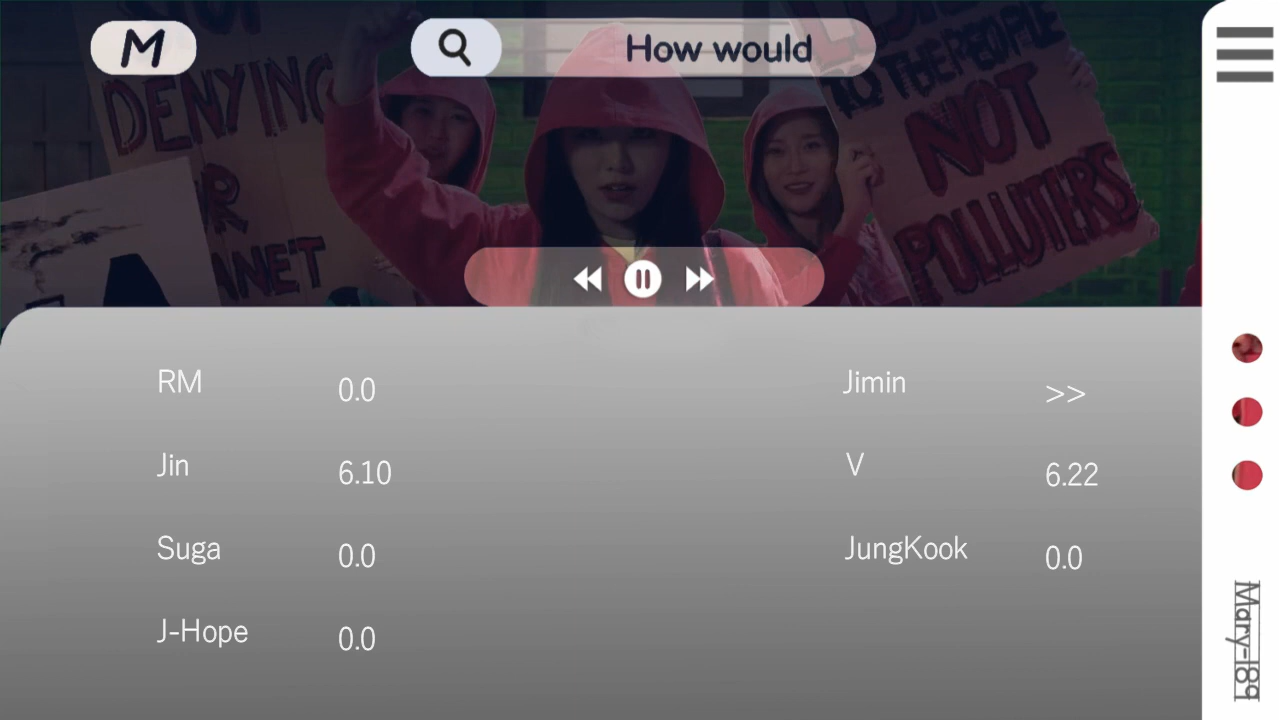 M
How would
DENYING
TO THE PEOPLE
NOT
POLLUTERS
RM
0.0
Jimin
>>
Jin
6.10
V
6.22
Suga
0.0
JungKook
0.0
J-Hope
0.0
Mary-189